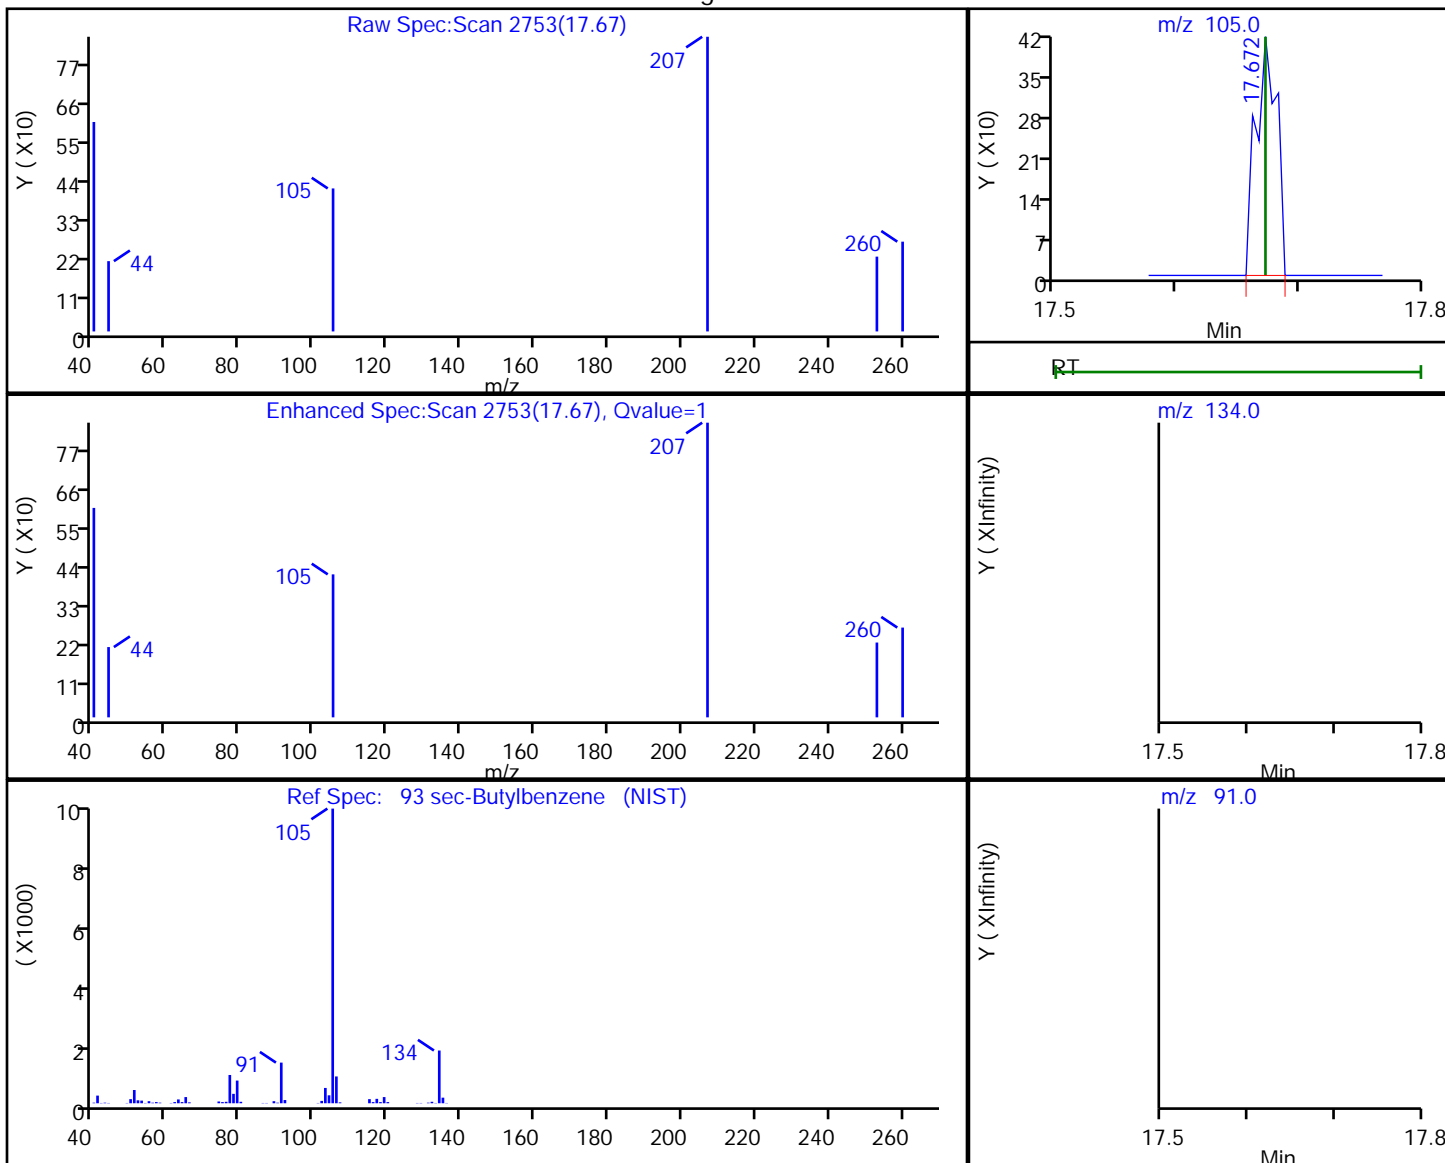 Raw Spec:Scan 2753(17.67)
Y ( X10)
77
66
55
44
33
22
11
0
207
105
44
260
40 60 80 100 120 140 160 180 200 220 240 260
m/z
m/z 105.0
Y ( X10)
42
35
28
21
14
7
0
17.672
17.5 17.8
Min
RT
Enhanced Spec:Scan 2753(17.67), Qvalue=1
Y ( X10)
77
66
55
44
33
22
11
0
207
105
44
260
40 60 80 100 120 140 160 180 200 220 240 260
m/z
m/z 134.0
Y ( XInfinity)
17.5 17.8
Min
Ref Spec: 93 sec-Butylbenzene (NIST)
( X1000)
10
8
6
4
2
0
105
91
134
40 60 80 100 120 140 160 180 200 220 240 260
m/z 91.0
Y ( XInfinity)
17.5 17.8
Min